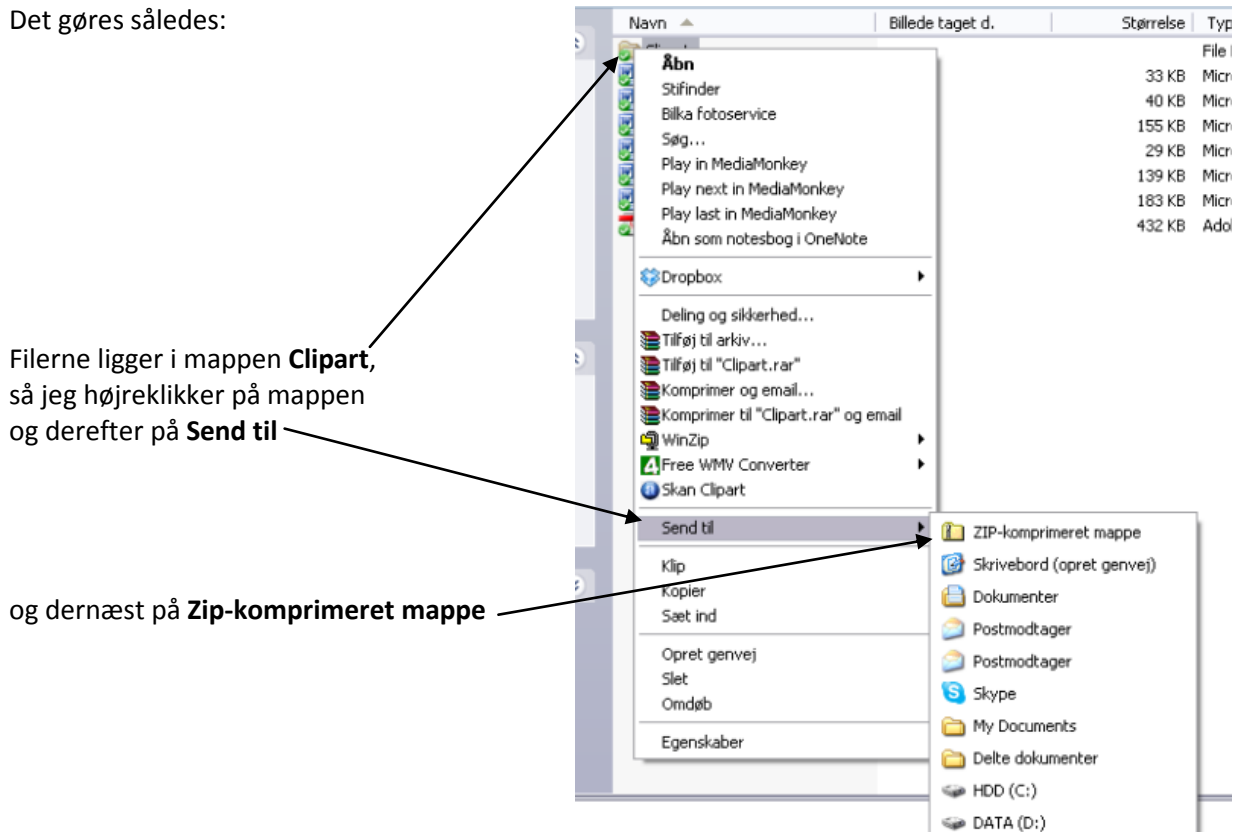 Det gøres således:
Navn
Billede taget d.
Størrelse
Åbn
Stifinder
Bilka fotoservice
Søg...
Play in MediaMonkey
Play next in MediaMonkey
Play last in MediaMonkey
Åbn som notesbog i OneNote
33 KB
40 KB
155 KB
29 KB
139 KB
183 KB
432 KB
Dropbox
Deling og sikkerhed...
Tilføj til arkiv...
Tilføj til "Clipart.rar"
Komprimer og email...
Komprimer til "Clipart.rar" og email
WinZip
Free WMV Converter
Skan Clipart
Filerne ligger i mappen Clipart,
så jeg højreklikker på mappen
og derefter på Send til
Send til
Klip
Kopier
Sæt ind
Opret genvej
Slet
Omdøb
Egenskaber
og dernæst på Zip-komprimeret mappe
ZIP-komprimeret mappe
Skrivebord (opret genvej)
Dokumenter
Postmodtager
Postmodtager
Skype
My Documents
Delte dokumenter
HDD (C:)
DATA (D:)